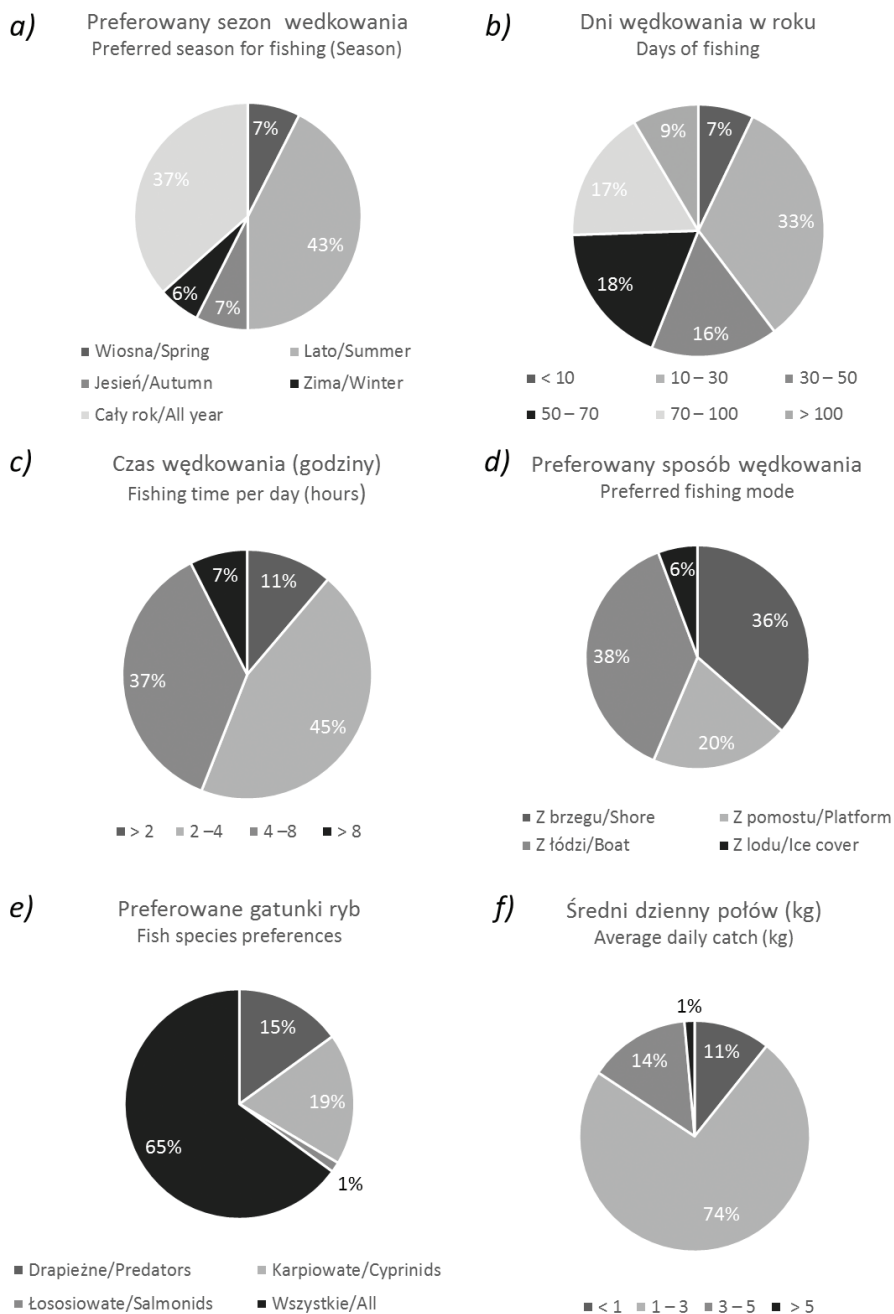 a)
Preferowany sezon wedkowania
Preferred season for fishing (Season)
7%
43%
7%
6%
37%
Wiosna/Spring
Lato/Summer
Jesień/Autumn
Zima/Winter
Cały rok/All year
b)
Dni wędkowania w roku
Days of fishing
7%
33%
16%
18%
17%
9%
< 10
10 – 30
30 – 50
50 – 70
70 – 100
> 100
c)
Czas wędkowania (godziny)
Fishing time per day (hours)
11%
45%
37%
7%
> 2
2 –4
4 –8
> 8
d)
Preferowany sposób wędkowania
Preferred fishing mode
36%
20%
38%
6%
Z brzegu/Shore
Z pomostu/Platform
Z łódzi/Boat
Z lodu/Ice cover
e)
Preferowane gatunki ryb
Fish species preferences
15%
19%
1%
65%
Drapieżne/Predators
Karpiowate/Cyprinids
Łososiowate/Salmonids
Wszystkie/All
f)
Średni dzienny połów (kg)
Average daily catch (kg)
1%
11%
14%
74%
< 1
1 – 3
3 – 5
> 5